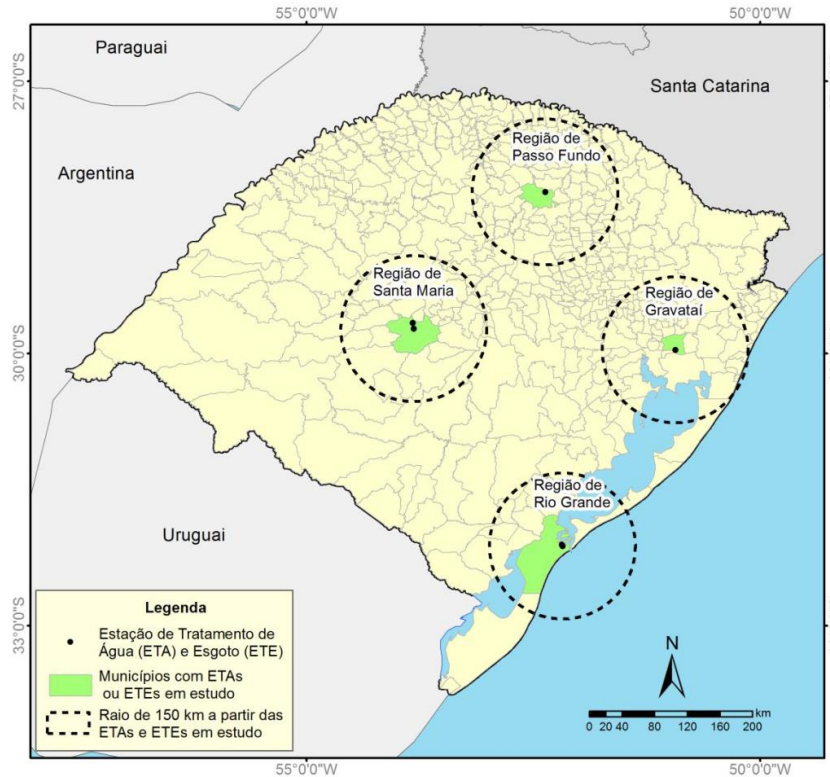 55°0'0"O
50°0'0"O
Paraguai
Santa Catarina
27°0'0"S
Região de
Passo Fundo
Argentina
Região de
Santa Maria
Região de
Gravataí
30°0'0"S
Região de
Rio Grande
Uruguai
33°0'0"S
Legenda
Estação de Tratamento de
Água (ETA) e Esgoto (ETE)
Municípios com ETAs
ou ETEs em estudo
Raio de 150 km a partir das
ETAs e ETEs em estudo
N
km
0 20 40 80 120 160 200
55°0'0"O
50°0'0"O